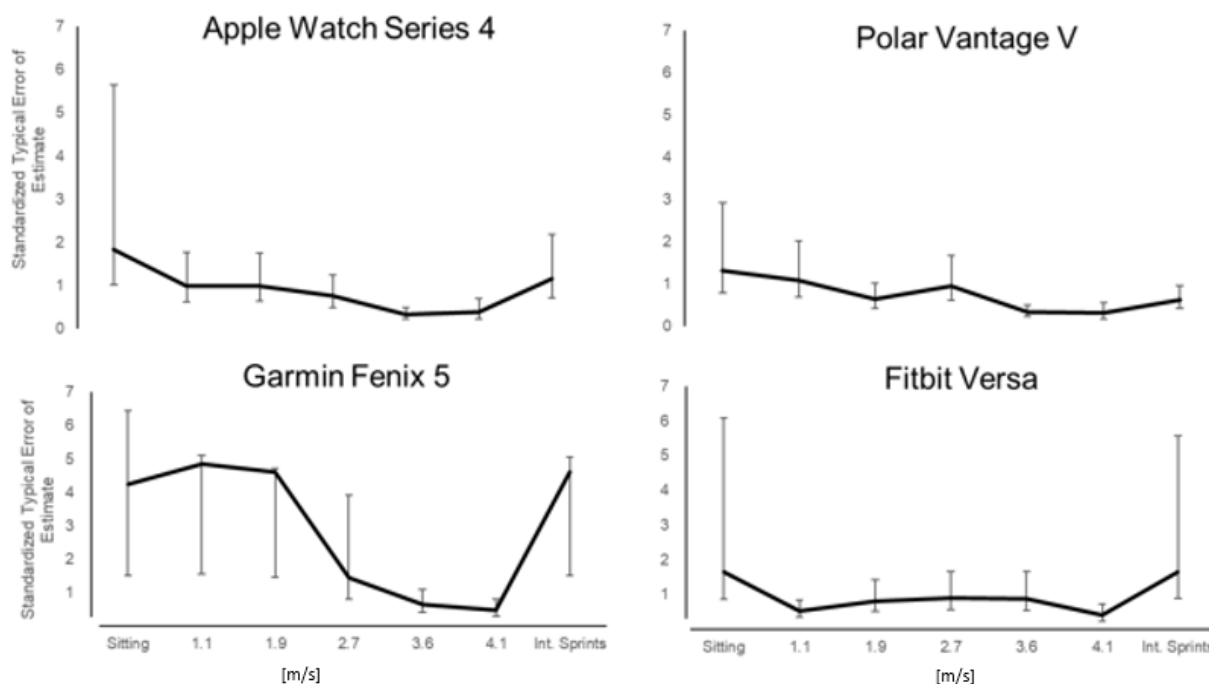 Apple Watch Series 4
Standardized Typical Error of
Estimate
7
6
5
4
3
2
1
0
Polar Vantage V
7
6
5
4
3
2
1
0
Garmin Fenix 5
Standardized Typical Error of
Estimate
7
6
5
4
3
2
1
Sitting 1.1 1.9 2.7 3.6 4.1 Int. Sprints
[m/s]
Fitbit Versa
7
6
5
4
3
2
1
Sitting 1.1 1.9 2.7 3.6 4.1 Int. Sprints
[m/s]